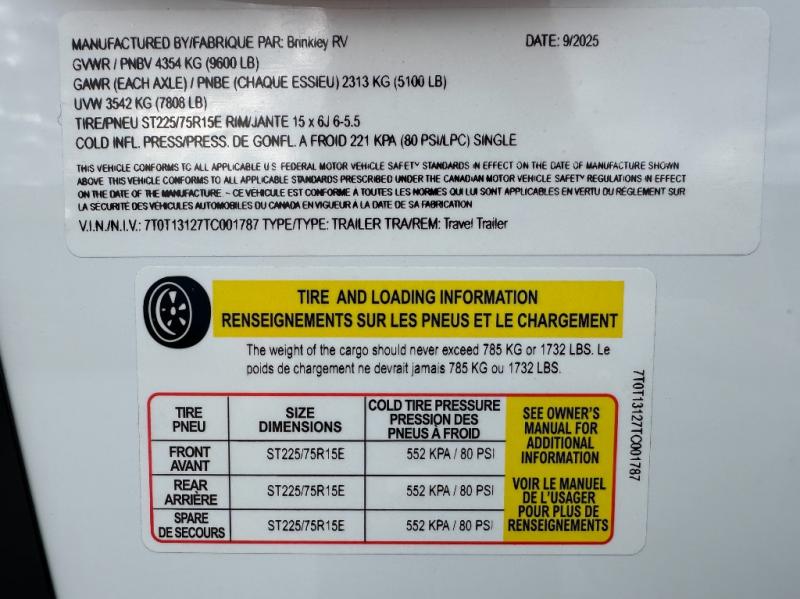 MANUFACTURED BY/FABRIQUE PAR: Brinkley RV DATE: 9/2025
GVWR / PNBV 4354 KG (9600 LB)
GAWR (EACH AXLE) / PNBE (CHAQUE ESSIEU) 2313 KG (5100 LB)
UVW 3542 KG (7808 LB)
TIRE/PNEU ST225/75R15E RIM/JANTE 15 x 6J 6-5.5
COLD INFL. PRESS/PRESS. DE GONFL. A FROID 221 KPA (80 PSI/LPC) SINGLE
THIS VEHICLE CONFORMS TO ALL APPLICABLE U.S. FEDERAL MOTOR VEHICLE SAFETY STANDARDS IN EFFECT ON THE DATE OF MANUFACTURE SHOWN
ABOVE THIS VEHICLE CONFORMS TO ALL APPLICABLE STANDARDS PRESCRIBED UNDER THE CANADIAN MOTOR VEHICLE SAFETY REGULATIONS IN EFFECT
ON THE DATE OF THE MANUFACTURE - CE VEHICULE EST CONFORME A TOUTES LES NORMES QUI LUI SONT APPLICABLES EN VERTU DU RÉGLEMENT SUR
LA SÉCURITÉ DES VÉHICULES AUTOMOBILES DU CANADA EN VIGUEUR À LA DATE DE SA FABRICATION
V.I.N./N.I.V.: 7T0T13127TC001787 TYPE/TYPE: TRAILER TRA/REM: Travel Trailer
TIRE AND LOADING INFORMATION
RENSEIGNEMENTS SUR LES PNEUS ET LE CHARGEMENT
The weight of the cargo should never exceed 785 KG or 1732 LBS. Le
poids de chargement ne devrait jamais 785 KG ou 1732 LBS.
TIRE
PNEU
SIZE
DIMENSIONS
COLD TIRE PRESSURE
PRESSION DES
PNEUS À FROID
FRONT
AVANT
ST225/75R15E
552 KPA / 80 PSI
REAR
ARRIÈRE
ST225/75R15E
552 KPA / 80 PSI
SPARE
DE SECOURS
ST225/75R15E
552 KPA / 80 PSI
SEE OWNER'S
MANUAL FOR
ADDITIONAL
INFORMATION
VOIR LE MANUEL
DE L'USAGER
POUR PLUS DE
RENSEIGNEMENTS
7T0T13127TC001787